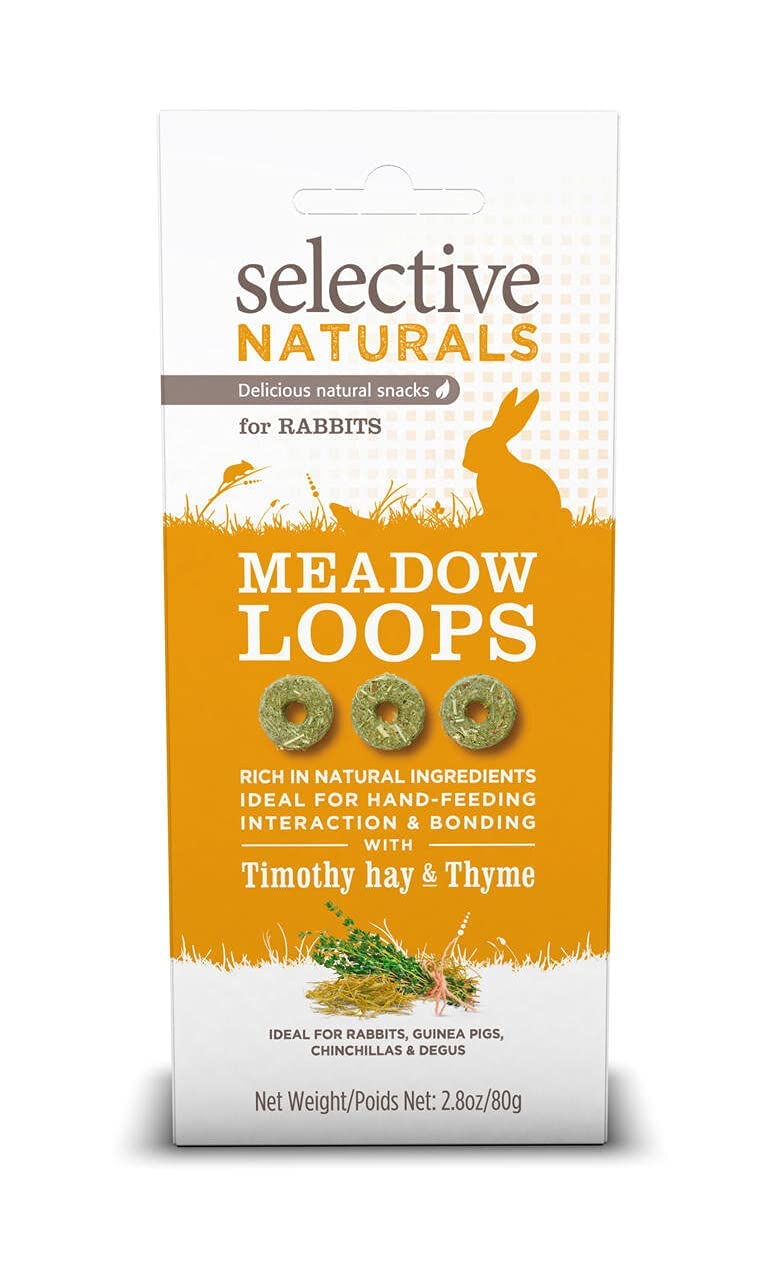 selective
NATURALS
Delicious natural snacks
for RABBITS
MEADOW
LOOPS
RICH IN NATURAL INGREDIENTS
IDEAL FOR HAND-FEEDING
INTERACTION & BONDING
WITH
Timothy hay & Thyme
IDEAL FOR RABBITS, GUINEA PIGS,
CHINCHILLAS & DEGUS
Net Weight/Poids Net: 2.8oz/80g